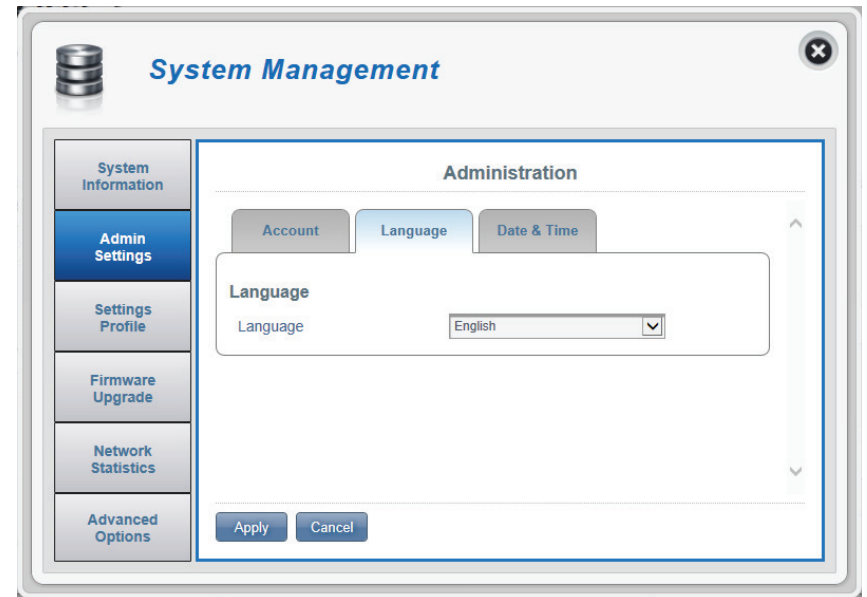 System Management
System
Information
Admin
Settings
Settings
Profile
Firmware
Upgrade
Network
Statistics
Advanced
Options
Administration
Account Language Date & Time
Language
Language English
Apply Cancel